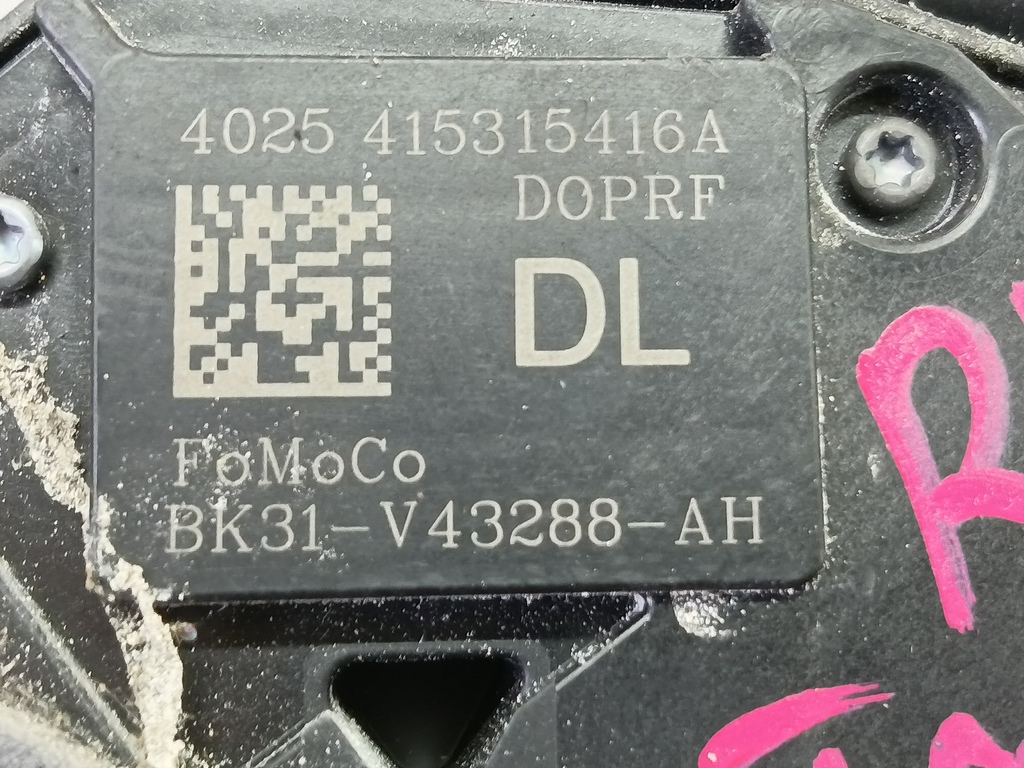 4025 415315416A
DOPRF
DL
FoMoCo
BK31-V43288-AH
R